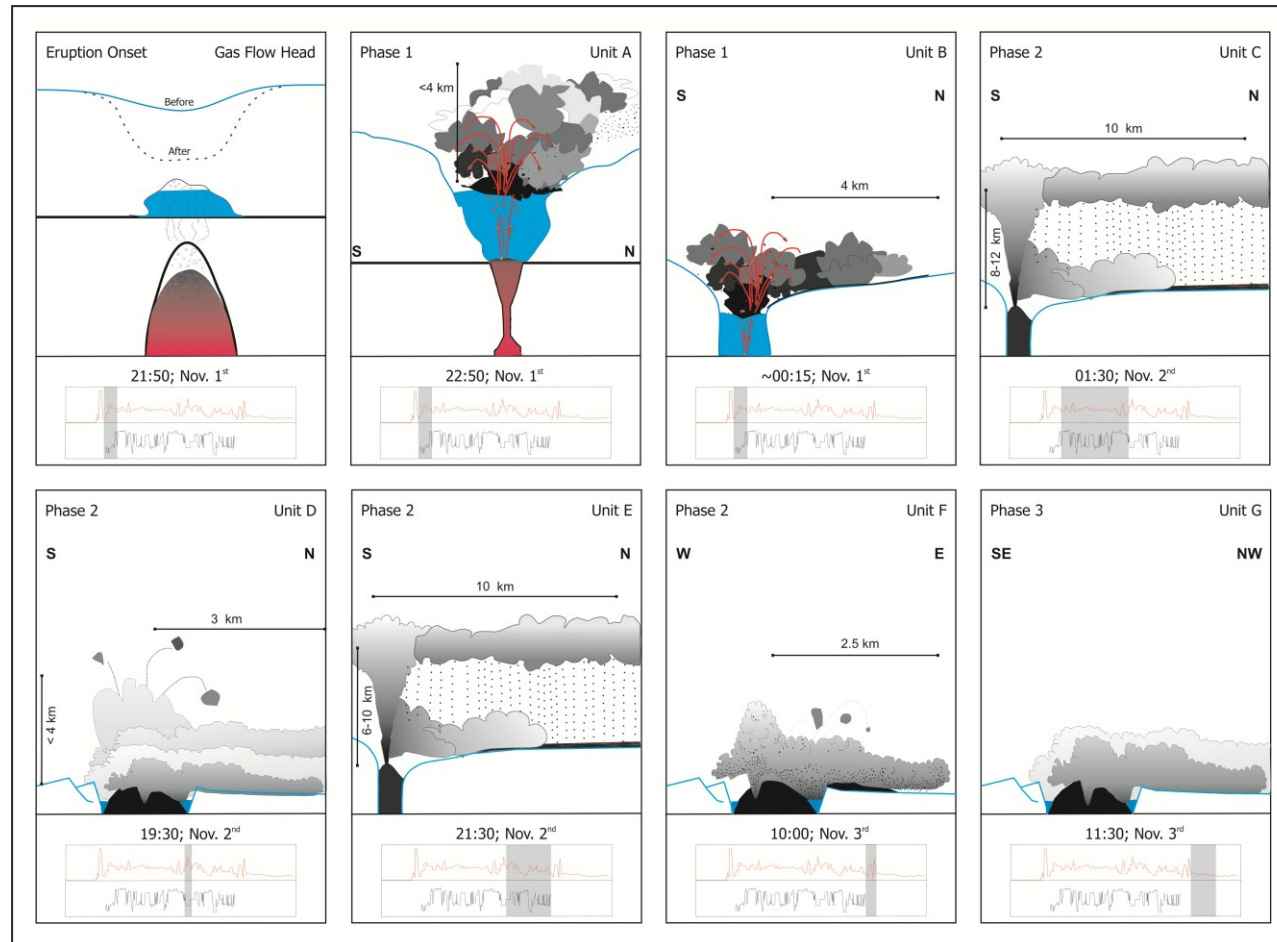 Eruption Onset Gas Flow Head
Before
After
21:50; Nov. 1st
Phase 1 Unit A
<4 km
S N
22:50; Nov. 1st
Phase 1 Unit B
S N
4 km
~00:15; Nov. 1st
Phase 2 Unit C
S N
10 km
8-12 km
01:30; Nov. 2nd
Phase 2 Unit D
S N
3 km
< 4 km
19:30; Nov. 2nd
Phase 2 Unit E
S N
10 km
6-10 km
21:30; Nov. 2nd
Phase 2 Unit F
W E
2.5 km
10:00; Nov. 3rd
Phase 3 Unit G
SE NW
11:30; Nov. 3rd